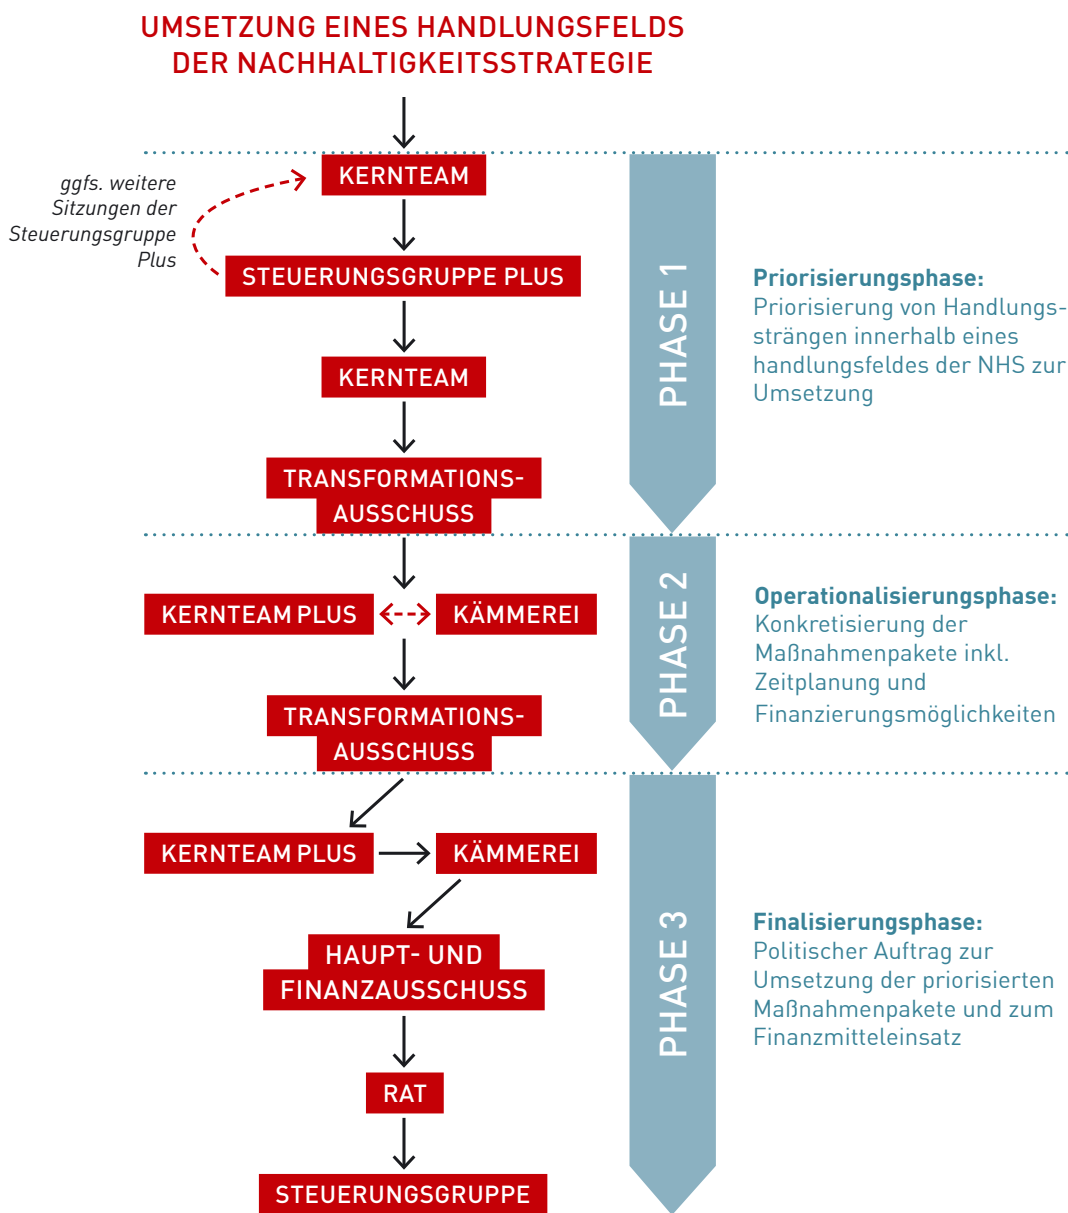 UMSETZUNG EINES HANDLUNGSFELDS
DER NACHHALTIGKEITSSTRATEGIE
KERNTEAM
ggfs. weitere
Sitzungen der
Steuerungsgruppe
Plus
STEUERUNGSGRUPPE PLUS
KERNTEAM
TRANSFORMATIONS-
AUSSCHUSS
PHASE 1
Priorisierungsphase:
Priorisierung von Handlungs-
strängen innerhalb eines
handlungsfeldes der NHS zur
Umsetzung
KERNTEAM PLUS
KÄMMEREI
TRANSFORMATIONS-
AUSSCHUSS
PHASE 2
Operationalisierungsphase:
Konkretisierung der
Maßnahmenpakete inkl.
Zeitplanung und
Finanzierungsmöglichkeiten
KERNTEAM PLUS
KÄMMEREI
HAUPT- UND
FINANZAUSSCHUSS
RAT
STEUERUNGSGRUPPE
PHASE 3
Finalisierungsphase:
Politischer Auftrag zur
Umsetzung der priorisierten
Maßnahmenpakete und zum
Finanzmitteleinsatz